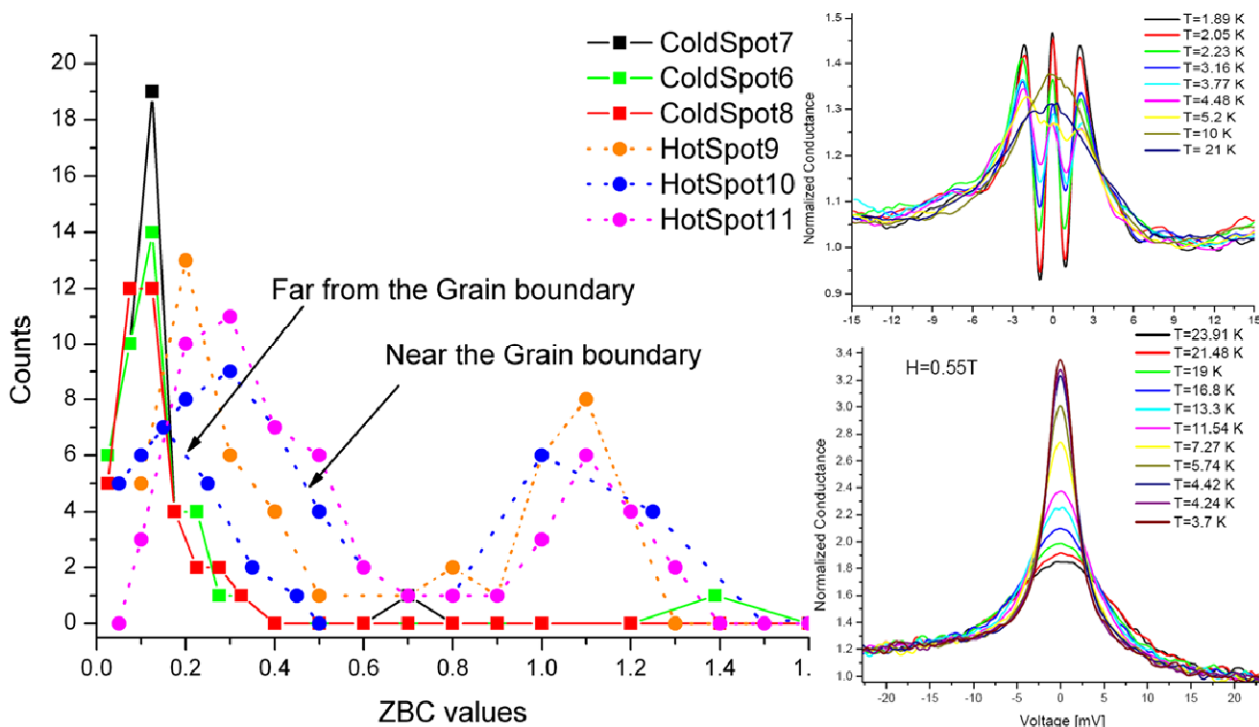 Counts
20
18
16
14
12
10
8
6
4
2
0
0.0 0.2 0.4 0.6 0.8 1.0 1.2 1.4 1.
ZBC values
ColdSpot7
ColdSpot6
ColdSpot8
HotSpot9
HotSpot10
HotSpot11
Far from the Grain boundary
Near the Grain boundary
Normalized Conductance
1.5
1.4
1.3
1.2
1.1
1.0
0.9
-15 -12 -9 -6 -3 0 3 6 9 12 15
T=1.89 K
T=2.05 K
T=2.23 K
T=3.16 K
T=3.77 K
T=4.48 K
T=5.2 K
T=10 K
T= 21 K
Normalized Conductance
3.4
3.2
3.0
2.8
2.6
2.4
2.2
2.0
1.8
1.6
1.4
1.2
1.0
-20 -15 -10 -5 0 5 10 15 20
Voltage [mV]
H=0.55T
T=23.91 K
T=21.48 K
T=19 K
T=16.8 K
T=13.3 K
T=11.54 K
T=7.27 K
T=5.74 K
T=4.42 K
T=4.24 K
T=3.7 K